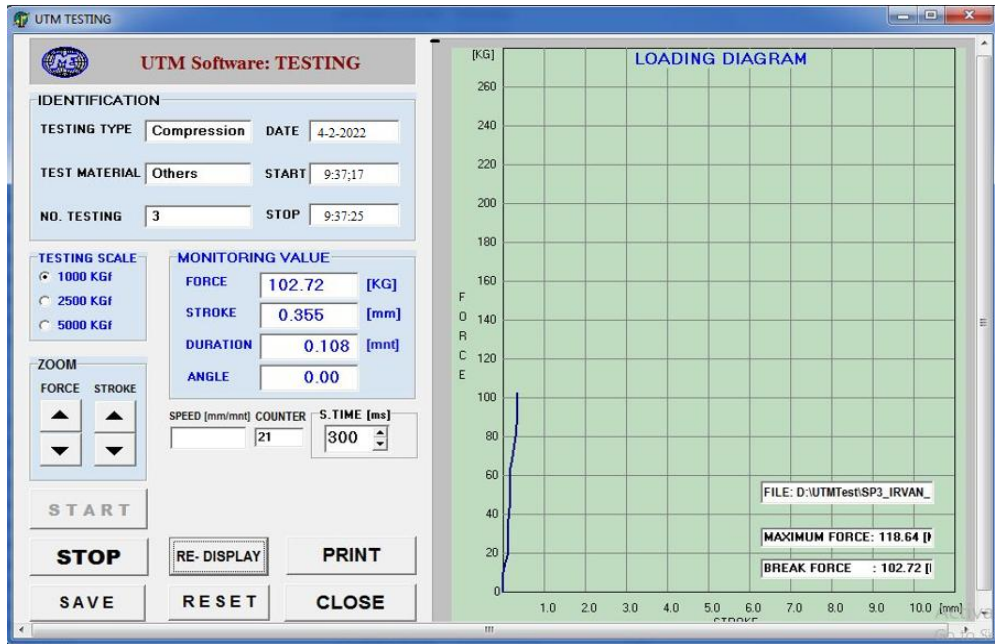 UTM TESTING
UTM Software: TESTING
IDENTIFICATION
TESTING TYPE Compression DATE 4-2-2022
TEST MATERIAL Others START 9:37;17
NO. TESTING 3 STOP 9:37:25
TESTING SCALE
1000 KGf
2500 KGf
5000 KGf
MONITORING VALUE
FORCE 102.72 [KG]
STROKE 0.355 [mm]
DURATION 0.108 [mnt]
ANGLE 0.00
ZOOM
FORCE STROKE
SPEED [mm/mnt] COUNTER S.TIME [ms]
21 300
START
STOP RE- DISPLAY PRINT
SAVE RESET CLOSE
[KG] LOADING DIAGRAM
260
240
220
200
180
160
140
120
100
80
60
40
20
0
FORCE
FILE: D:\UTMTest\SP3_IRVAN_
MAXIMUM FORCE: 118.64
BREAK FORCE : 102.72
1.0 2.0 3.0 4.0 5.0 6.0 7.0 8.0 9.0 10.0 [mm]
STROKE